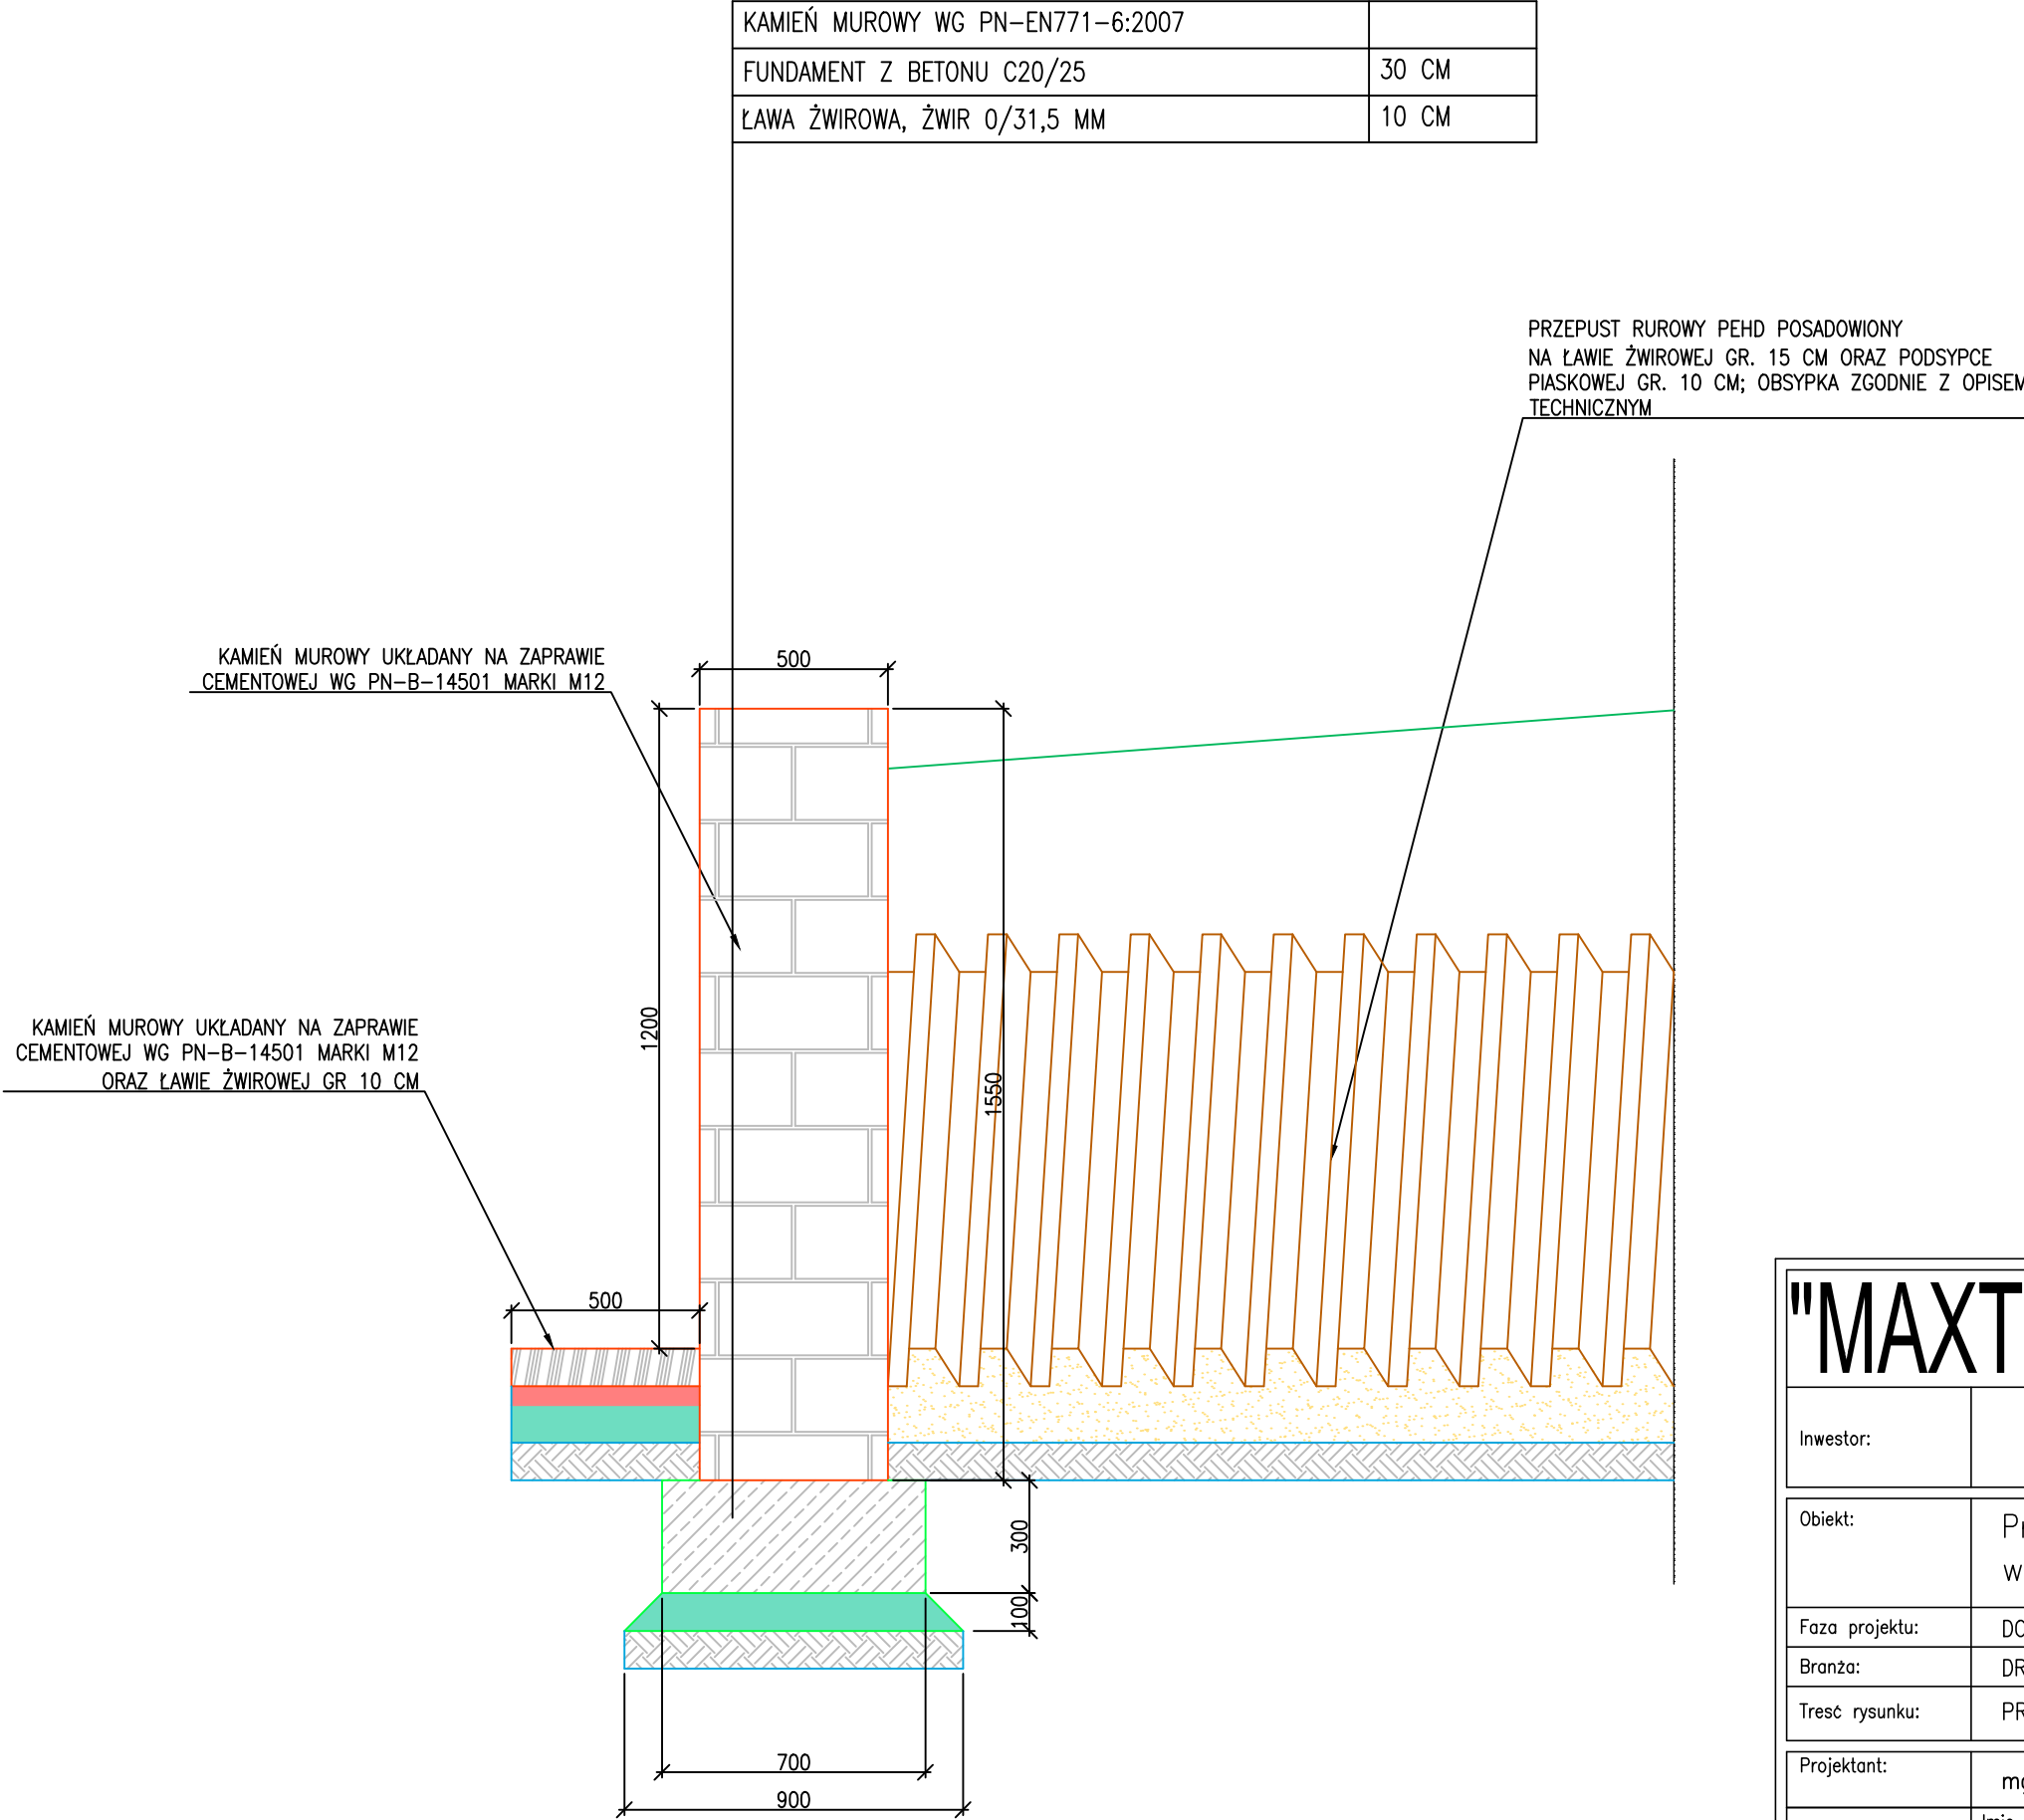 KAMIEŃ MUROWY WG PN-EN771-6:2007
FUNDAMENT Z BETONU C20/25 30 CM
ŁAWA ŻWIROWA, ŻWIR 0/31,5 MM 10 CM
PRZEPUST RUROWY PEHD POSADOWIONY
NA ŁAWIE ŻWIROWEJ GR. 15 CM ORAZ PODSYPCE
PIASKOWEJ GR. 10 CM; OBSYPKA ZGODNIE Z OPISEM
TECHNICZNYM
KAMIEŃ MUROWY UKŁADANY NA ZAPRAWIE
CEMENTOWEJ WG PN-B-14501 MARKI M12
500
1200
1550
KAMIEŃ MUROWY UKŁADANY NA ZAPRAWIE
CEMENTOWEJ WG PN-B-14501 MARKI M12
ORAZ ŁAWIE ŻWIROWEJ GR 10 CM
500
300
100
700
900
"MAXT
Inwestor:
Obiekt:
Faza projektu:
Branża:
Treść rysunku:
Projektant: